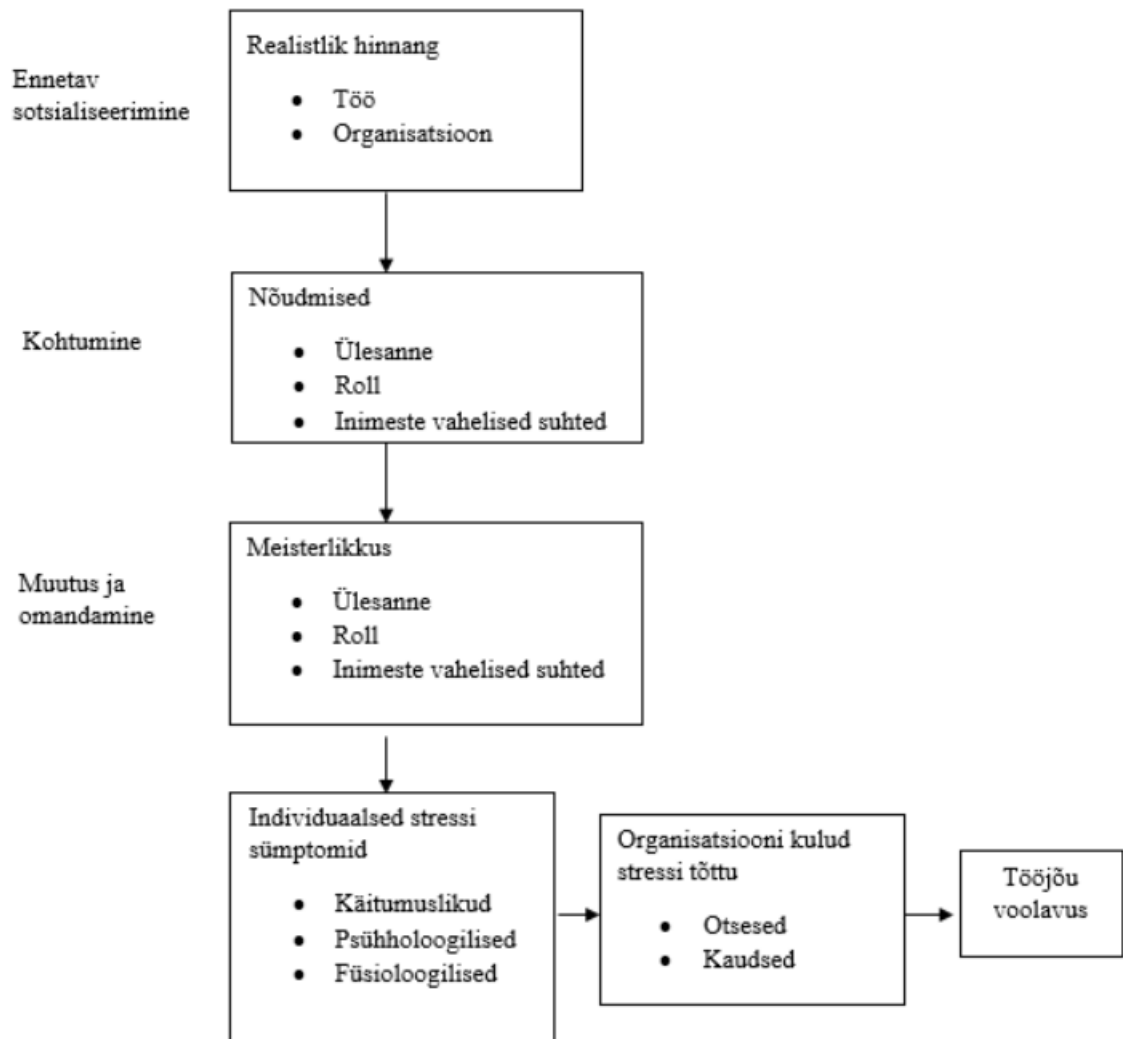 Ennetav
sotsialiseerimine
Realistlik hinnang
• Töö
• Organisatsioon
Kohtumine
Nõudmised
• Ülesanne
• Roll
• Inimeste vahelised suhted
Muutus ja
omandamine
Meisterlikkus
• Ülesanne
• Roll
• Inimeste vahelised suhted
Individuaalsed stressi
sümptomid
• Käitumuslikud
• Psühholoogilised
• Füsioloogilised
Organisatsiooni kulud
stressi tõttu
• Otsesed
• Kaudsed
Tööjõu
voolavus